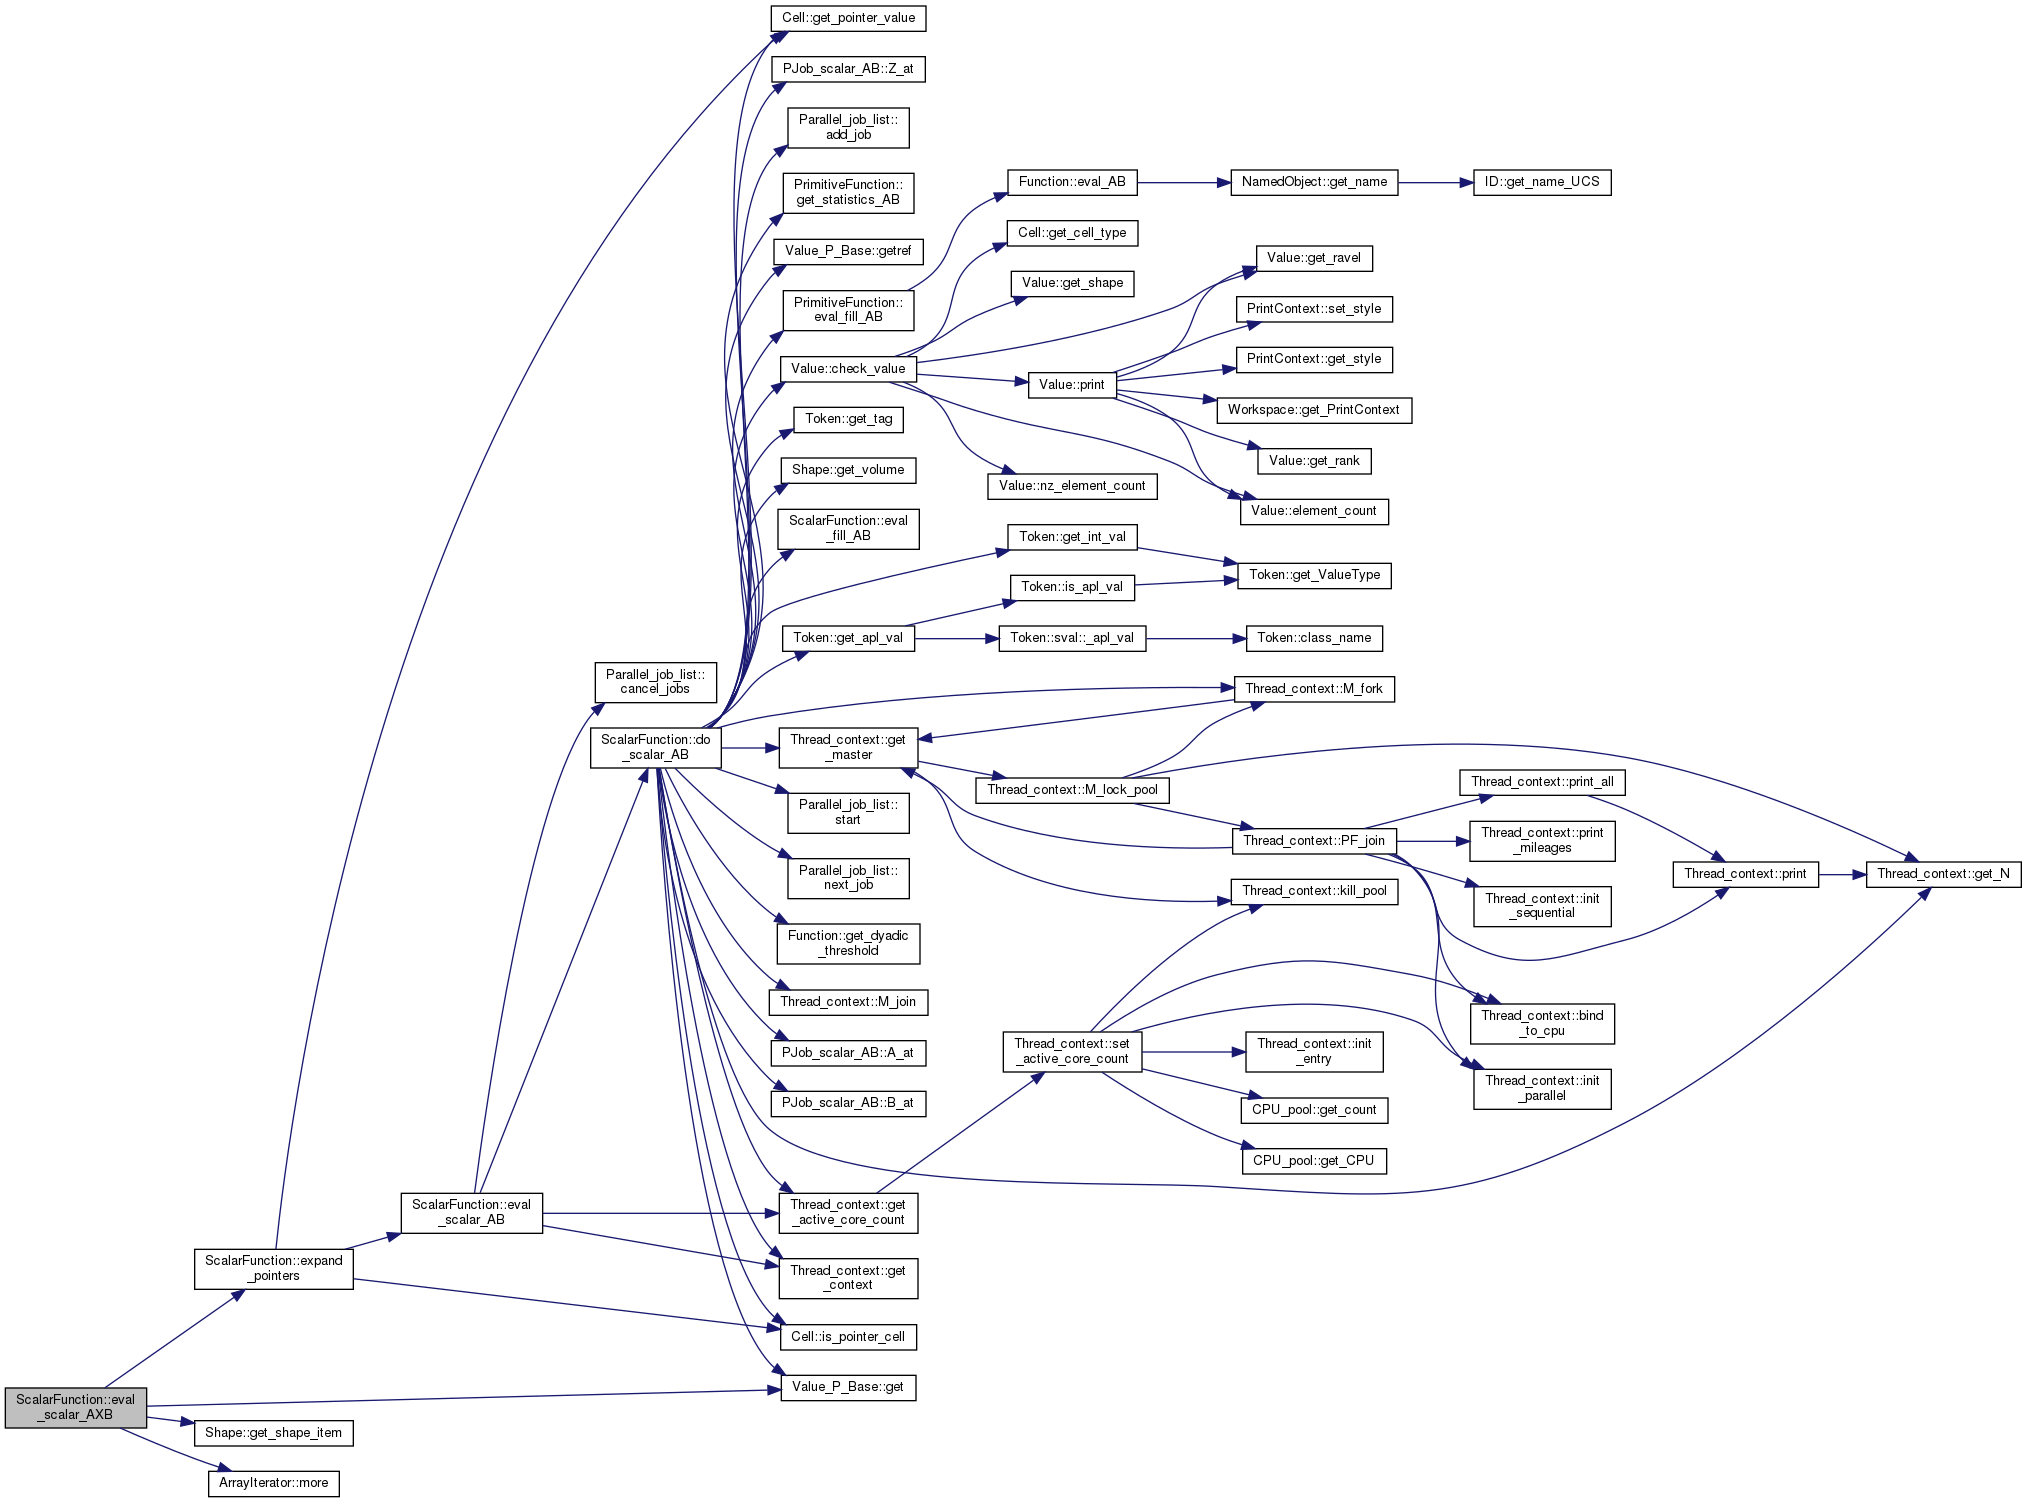 Cell::get_pointer_value
PJob_scalar_AB::Z_at
Parallel_job_list::
add_job
PrimitiveFunction::
get_statistics_AB
Function::eval_AB
NamedObject::get_name
ID::get_name_UCS
Cell::get_cell_type
Value_P_Base::getref
Value::get_ravel
Value::get_shape
PrimitiveFunction::
eval_fill_AB
PrintContext::set_style
PrintContext::get_style
Value::check_value
Value::print
Workspace::get_PrintContext
Token::get_tag
Value::get_rank
Shape::get_volume
Value::nz_element_count
Value::element_count
ScalarFunction::eval
_fill_AB
Token::get_int_val
Token::get_ValueType
Token::is_apl_val
Token::get_apl_val
Token::sval::_apl_val
Token::class_name
Parallel_job_list::
cancel_jobs
Thread_context::M_fork
ScalarFunction::do
_scalar_AB
Thread_context::get
_master
Thread_context::M_lock_pool
Thread_context::print_all
Parallel_job_list::
start
Thread_context::PF_join
Thread_context::print
_mileages
Thread_context::print
Thread_context::get_N
Parallel_job_list::
next_job
Thread_context::kill_pool
Thread_context::init
_sequential
Function::get_dyadic
_threshold
Thread_context::M_join
Thread_context::bind
_to_cpu
PJob_scalar_AB::A_at
Thread_context::set
_active_core_count
Thread_context::init
_entry
Thread_context::init
_parallel
PJob_scalar_AB::B_at
CPU_pool::get_count
CPU_pool::get_CPU
ScalarFunction::eval
_scalar_AB
Thread_context::get
_active_core_count
ScalarFunction::expand
_pointers
Thread_context::get
_context
Cell::is_pointer_cell
Value_P_Base::get
ScalarFunction::eval
_scalar_AXB
Shape::get_shape_item
ArrayIterator::more